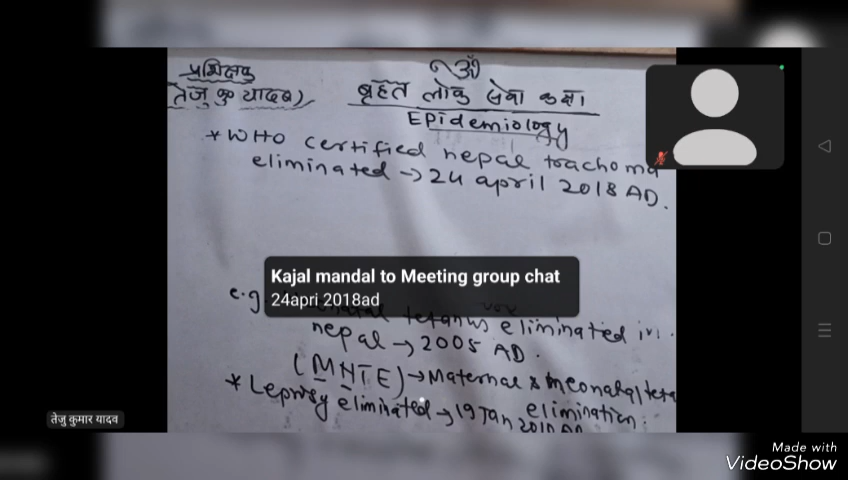 ॐ
प्रशिक्षक
तेजु कु यादव)
बृहत लोक सेवा कक्षा
Epidemiology
*WHO certified nepal trachoma
eliminated → 24 april 2018 AD.
Kajal mandal to Meeting group chat
24apri 2018ad
e.g. tetanus eliminated in
nepal → 2005 AD.
(MNTE) → Maternal & neonatal
elimination.
*Leprosy eliminated → 19 Jan 2010 AD
तेजु कुमार यादव
Made with
VideoShow